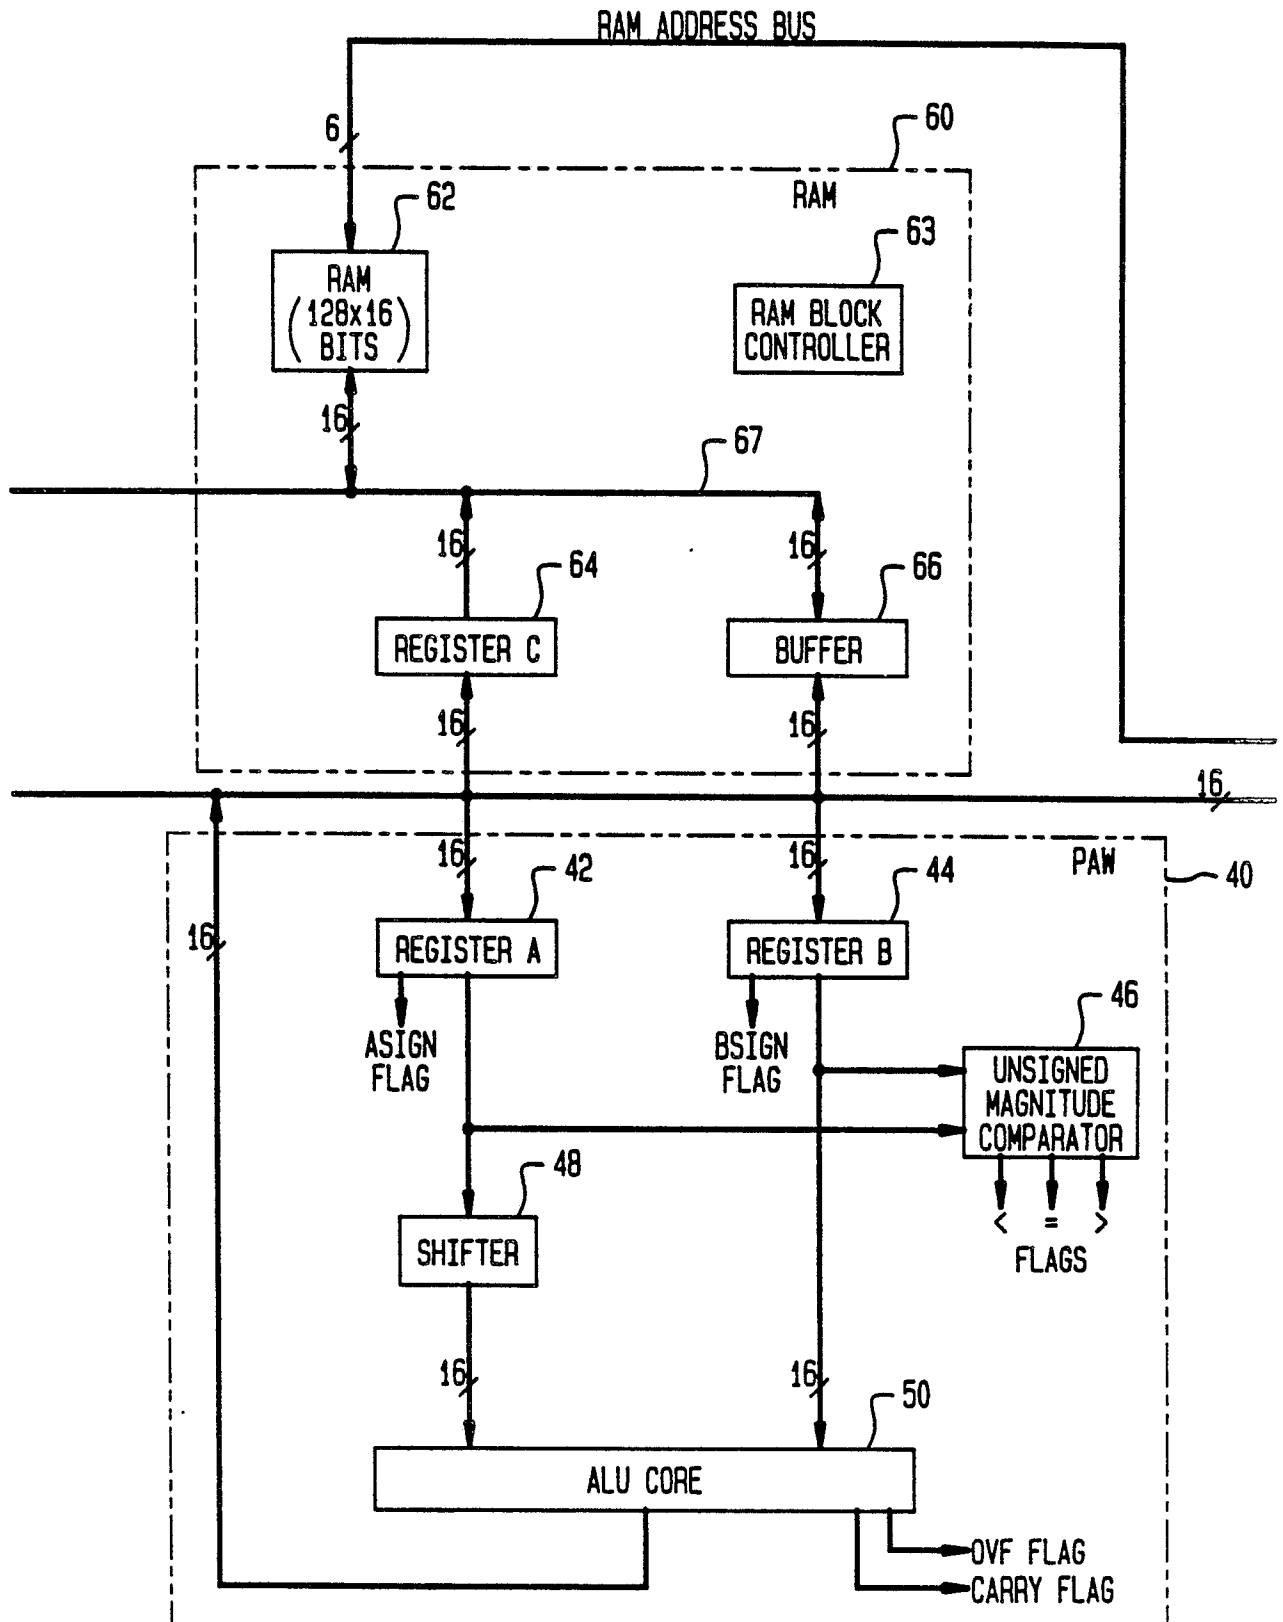 RAM ADDRESS BUS
6
60
RAM
62
63
RAM
(128x16)
BITS
RAM BLOCK
CONTROLLER
16
67
16
16
64
66
REGISTER C
BUFFER
16
16
16
16
16
PAW
42
44
40
16
REGISTER A
REGISTER B
46
ASIGN
FLAG
BSIGN
FLAG
UNSIGNED
MAGNITUDE
COMPARATOR
48
< = >
SHIFTER
FLAGS
16
16
50
ALU CORE
OVF FLAG
CARRY FLAG